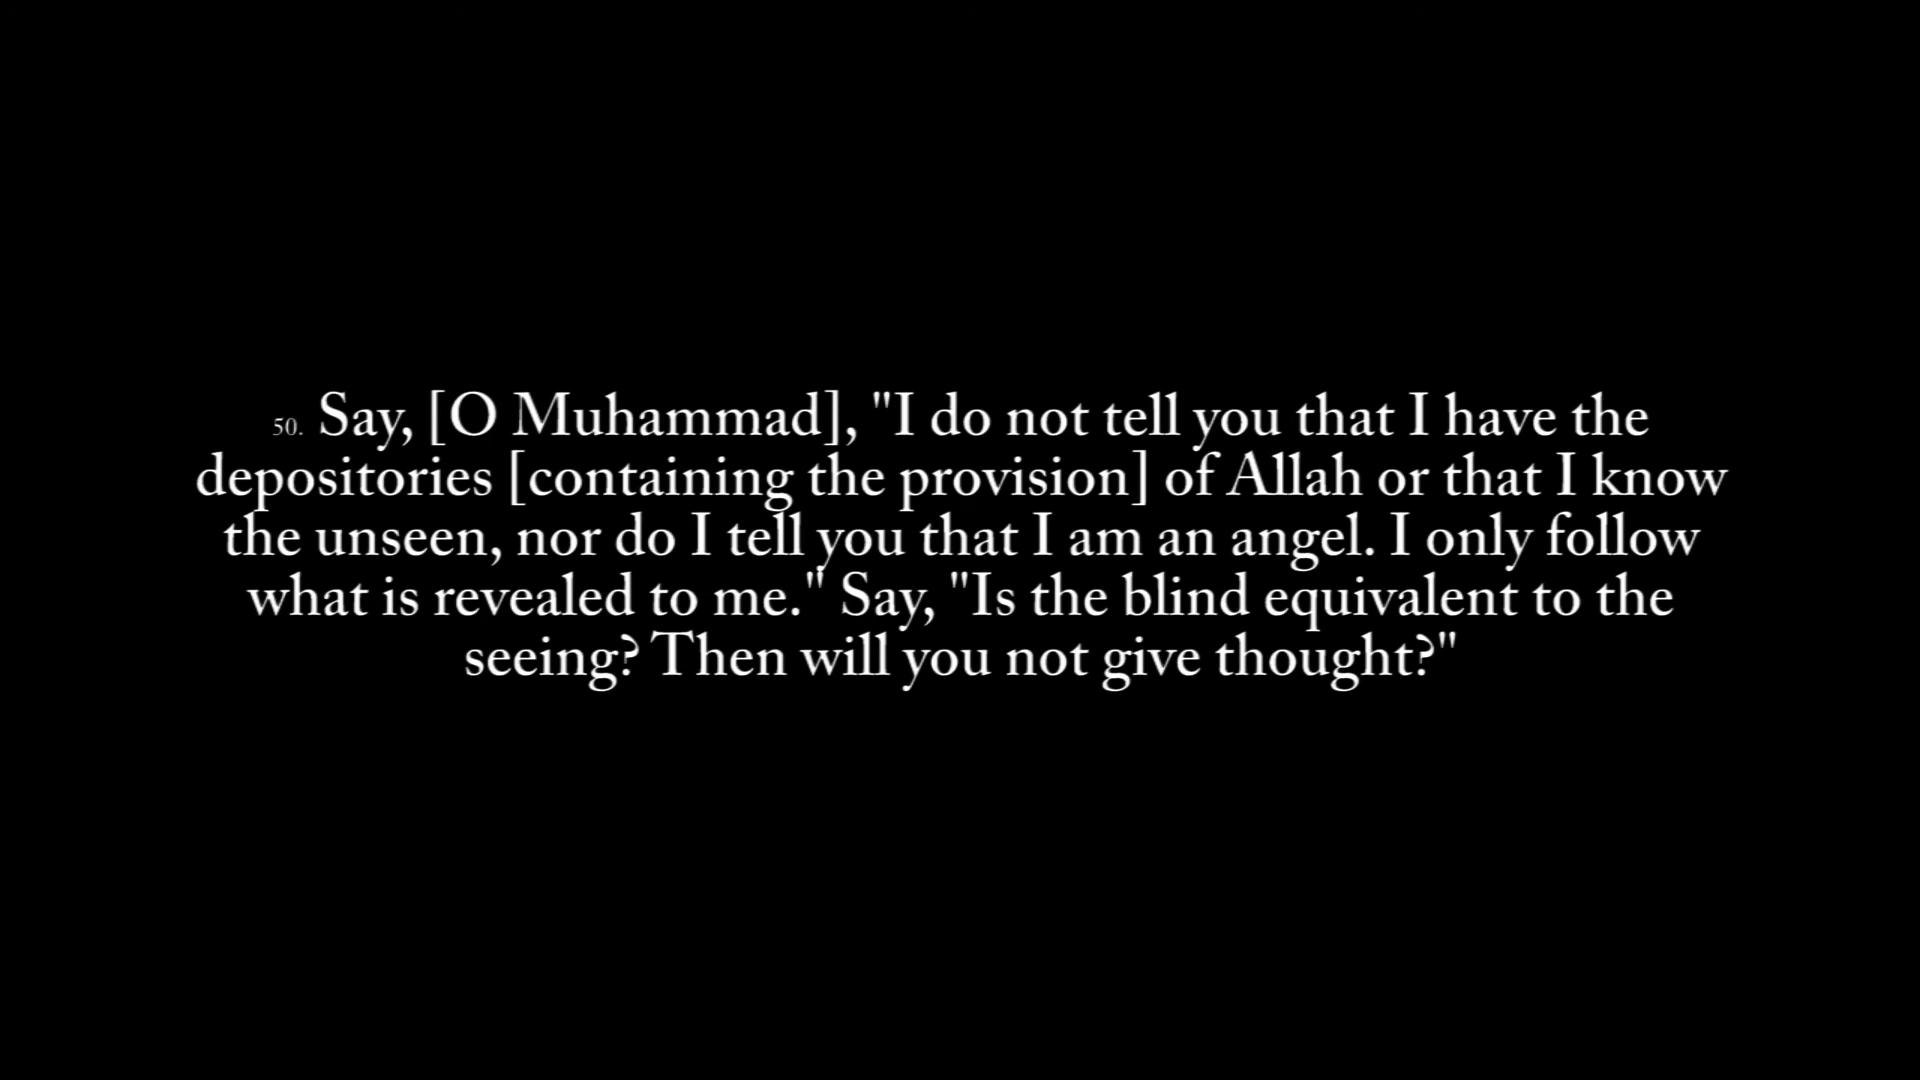 50. Say, [O Muhammad], "I do not tell you that I have the
depositories [containing the provision] of Allah or that I know
the unseen, nor do I tell you that I am an angel. I only follow
what is revealed to me." Say, "Is the blind equivalent to the
seeing? Then will you not give thought?"